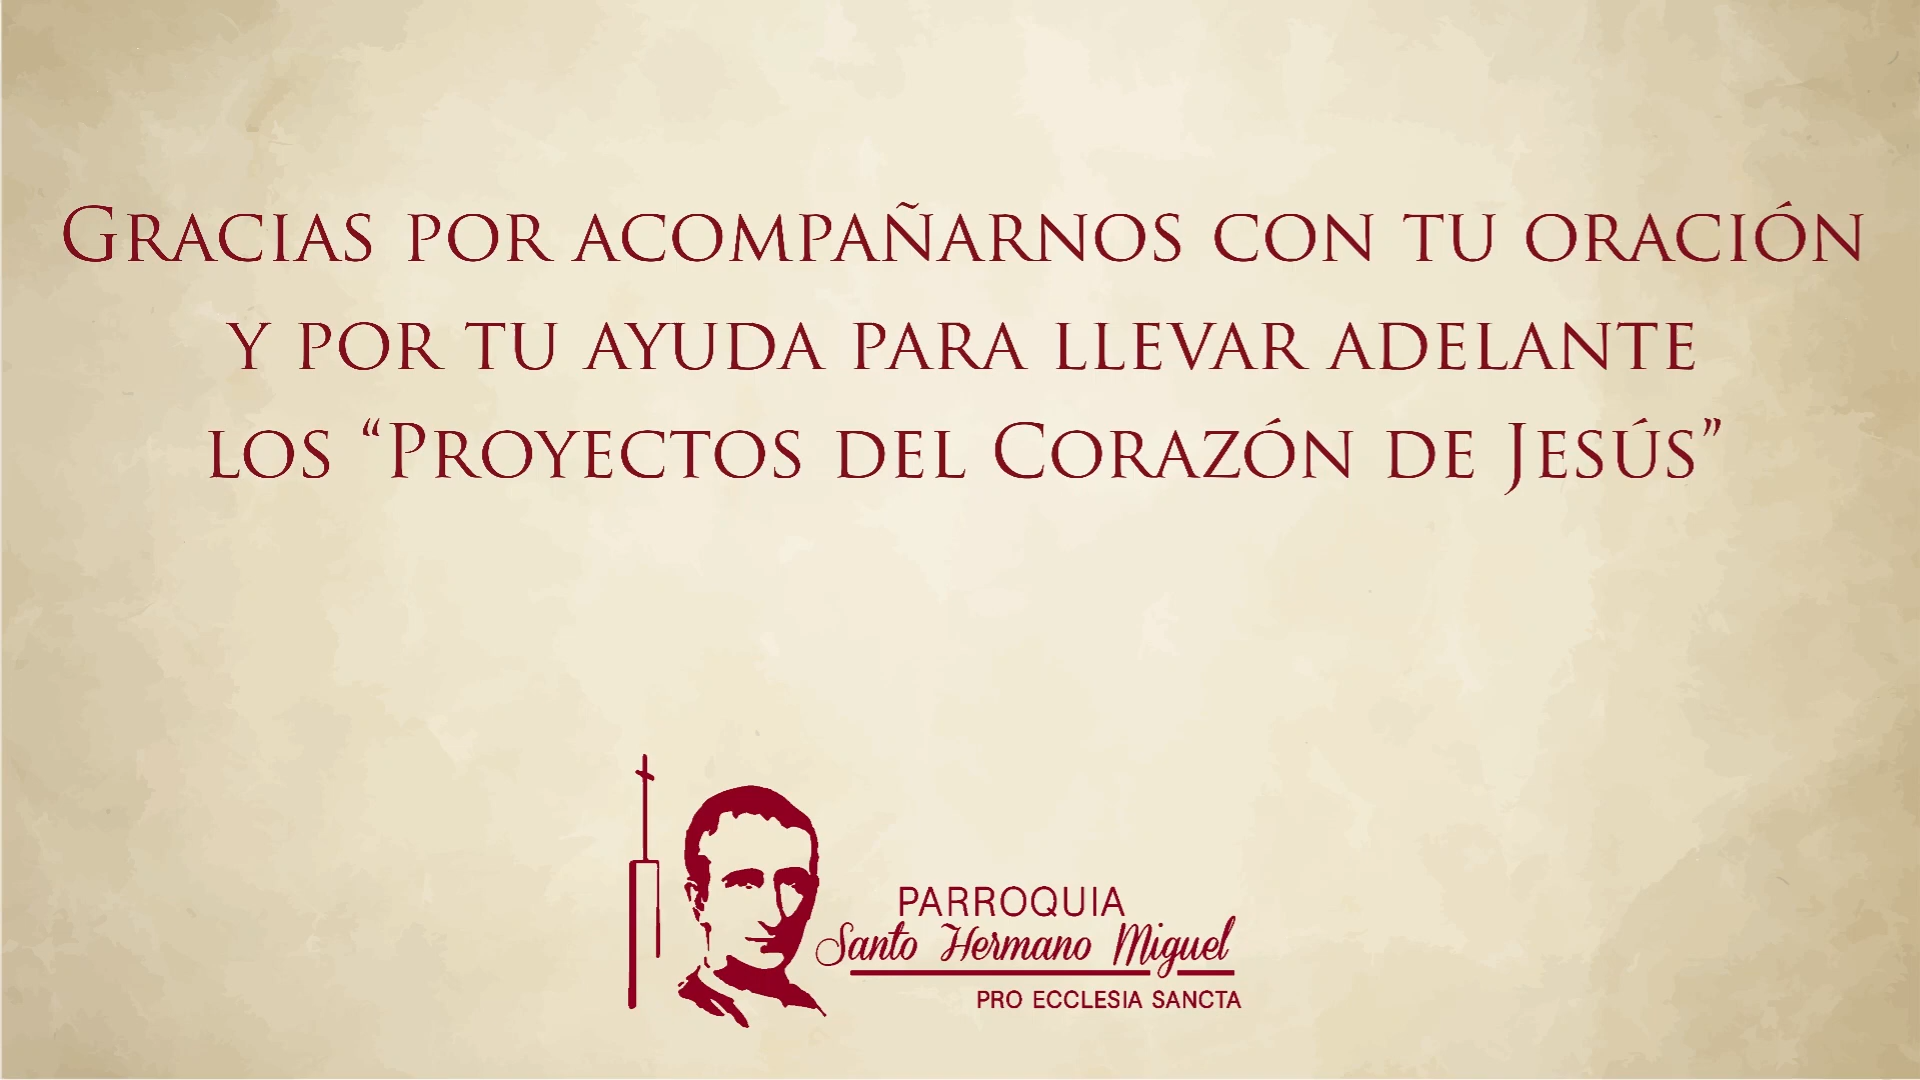 Gracias por acompañarnos con tu oración
y por tu ayuda para llevar adelante
los “Proyectos del Corazón de Jesús”
PARROQUIA
Santo Hermano Miguel
PRO ECCLESIA SANCTA